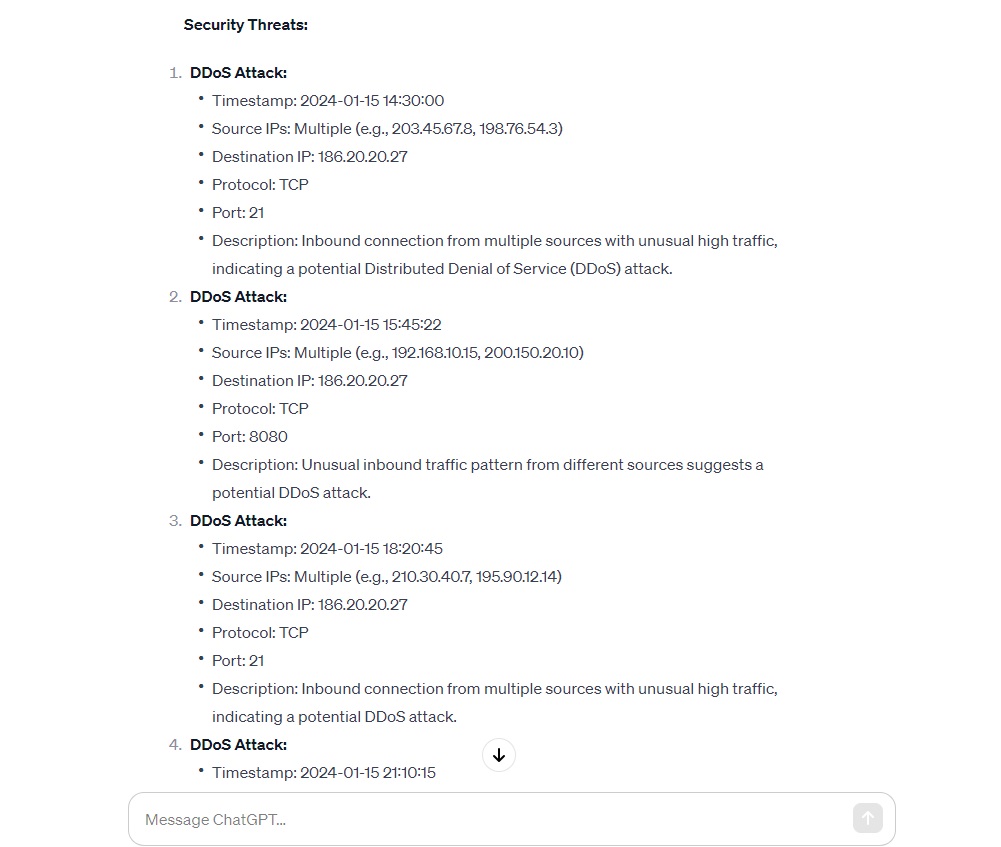 Security Threats:
1. DDoS Attack:
• Timestamp: 2024-01-15 14:30:00
• Source IPs: Multiple (e.g., 203.45.67.8, 198.76.54.3)
• Destination IP: 186.20.20.27
• Protocol: TCP
• Port: 21
• Description: Inbound connection from multiple sources with unusual high traffic,
indicating a potential Distributed Denial of Service (DDoS) attack.
2. DDoS Attack:
• Timestamp: 2024-01-15 15:45:22
• Source IPs: Multiple (e.g., 192.168.10.15, 200.150.20.10)
• Destination IP: 186.20.20.27
• Protocol: TCP
• Port: 8080
• Description: Unusual inbound traffic pattern from different sources suggests a
potential DDoS attack.
3. DDoS Attack:
• Timestamp: 2024-01-15 18:20:45
• Source IPs: Multiple (e.g., 210.30.40.7, 195.90.12.14)
• Destination IP: 186.20.20.27
• Protocol: TCP
• Port: 21
• Description: Inbound connection from multiple sources with unusual high traffic,
indicating a potential DDoS attack.
4. DDoS Attack:
• Timestamp: 2024-01-15 21:10:15
Message ChatGPT...